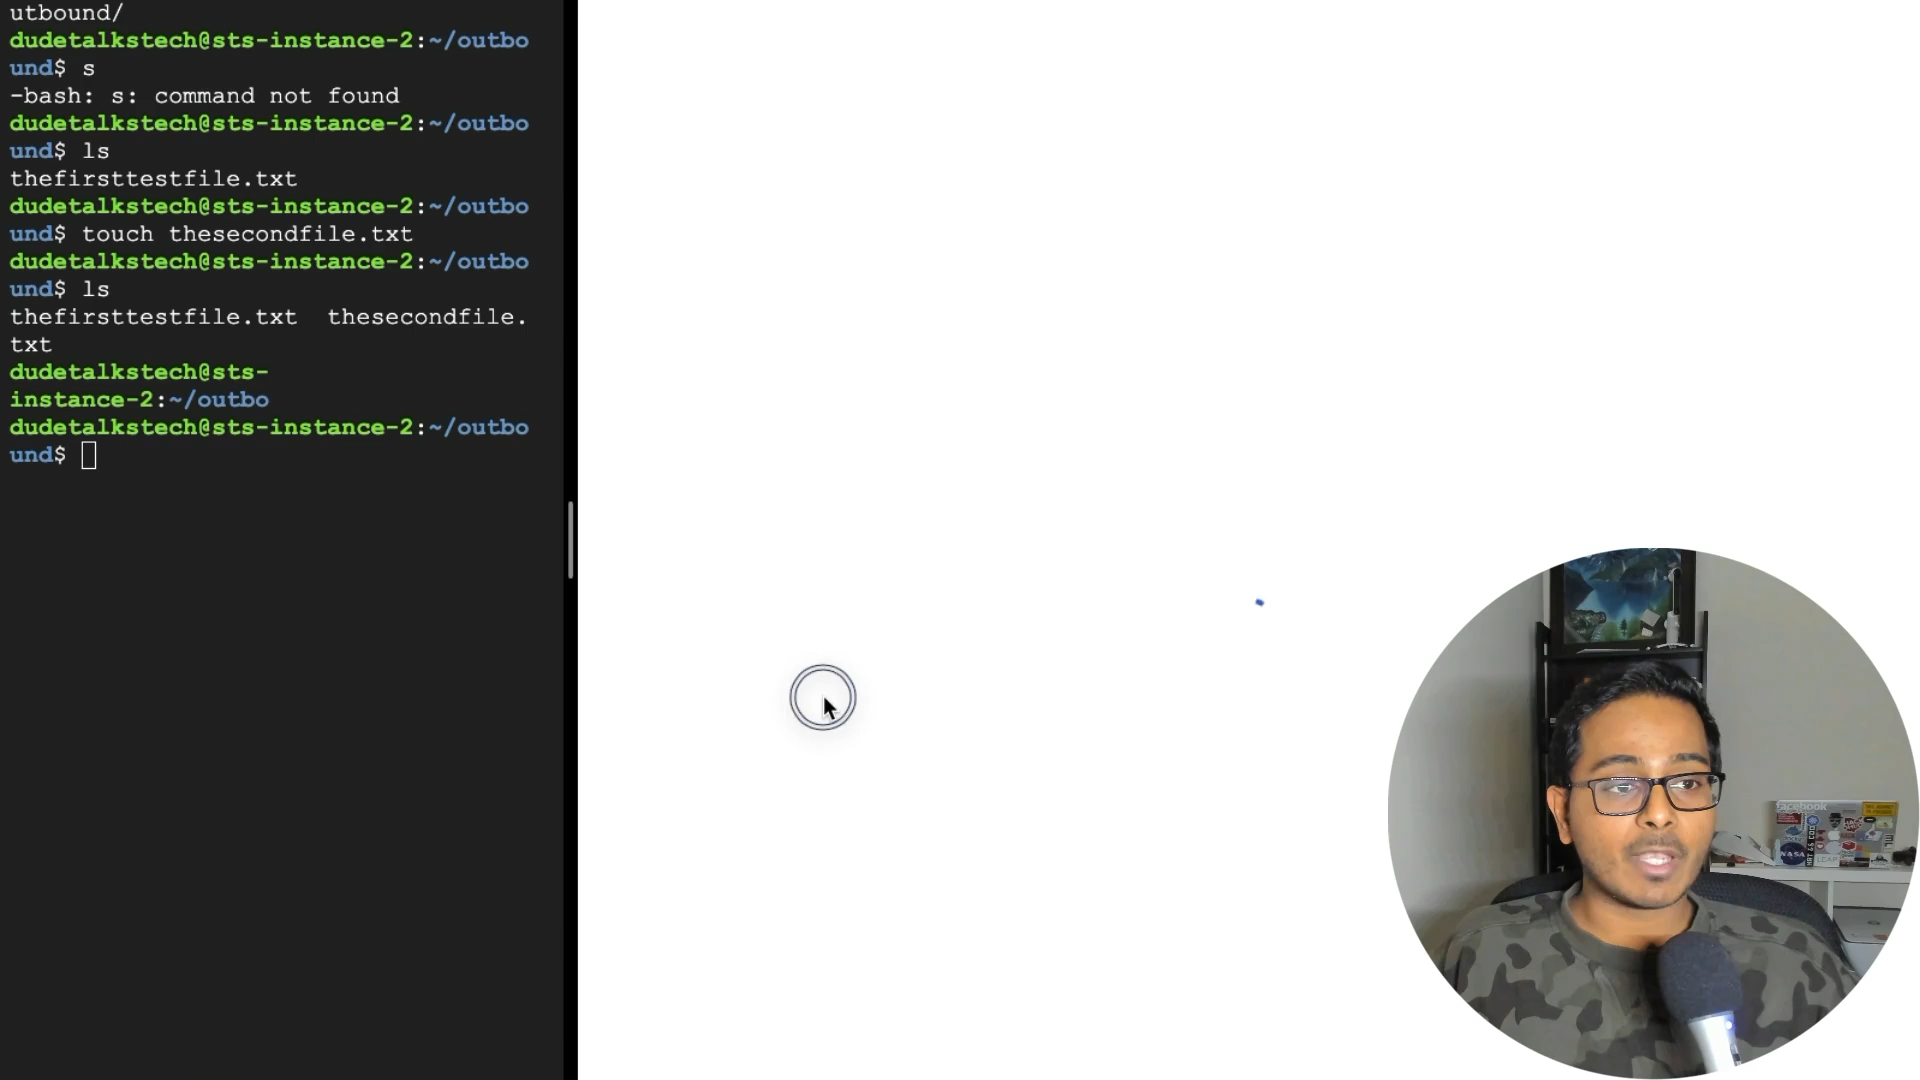 utbound/
dudetalkstech@sts-instance-2:~/outbo
und$ s
-bash: s: command not found
dudetalkstech@sts-instance-2:~/outbo
und$ ls
thefirsttestfile.txt
dudetalkstech@sts-instance-2:~/outbo
und$ touch thesecondfile.txt
dudetalkstech@sts-instance-2:~/outbo
und$ ls
thefirsttestfile.txt  thesecondfile.
txt
dudetalkstech@sts-
instance-2:~/outbo
dudetalkstech@sts-instance-2:~/outbo
und$
facebook
NASA